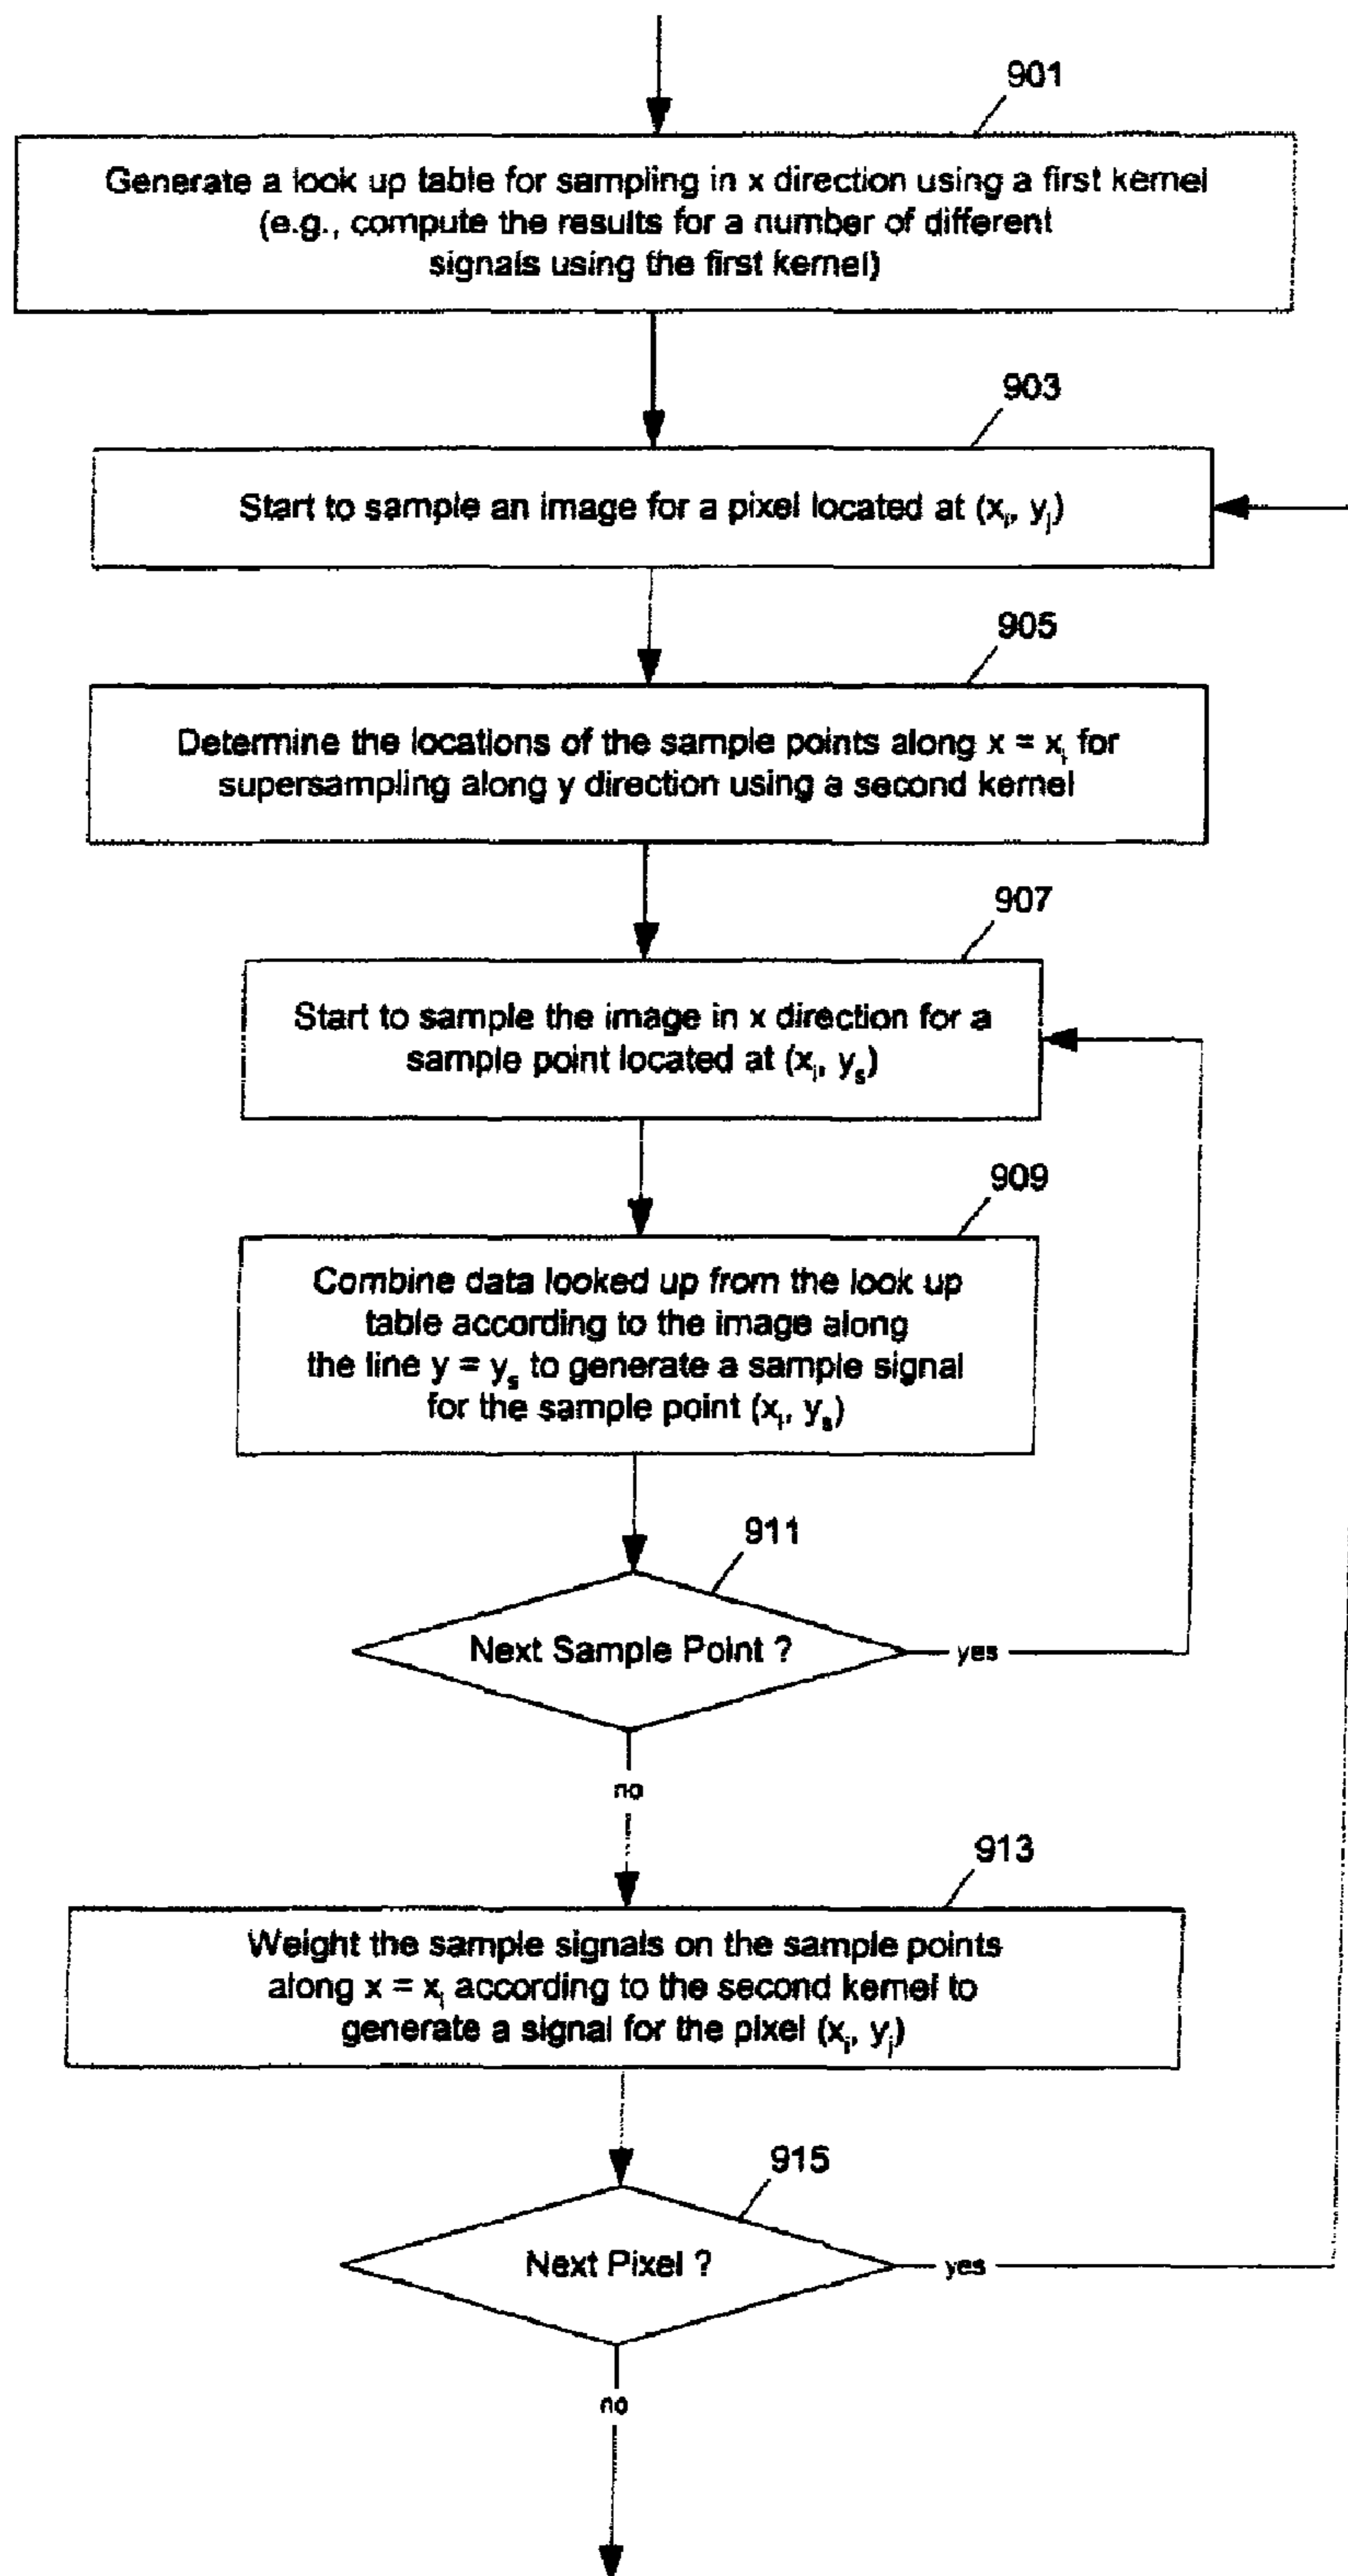 901
Generate a look up table for sampling in x direction using a first kernel
(e.g., compute the results for a number of different
signals using the first kernel)
903
Start to sample an image for a pixel located at (xᵢ, yⱼ)
905
Determine the locations of the sample points along x = xᵢ for
supersampling along y direction using a second kernel
907
Start to sample the image in x direction for a
sample point located at (xᵢ, yₛ)
909
Combine data looked up from the look up
table according to the image along
the line y = yₛ to generate a sample signal
for the sample point (xᵢ, yₛ)
911
Next Sample Point ?
yes
no
913
Weight the sample signals on the sample points
along x = xᵢ according to the second kernel to
generate a signal for the pixel (xᵢ, yⱼ)
915
Next Pixel ?
yes
no